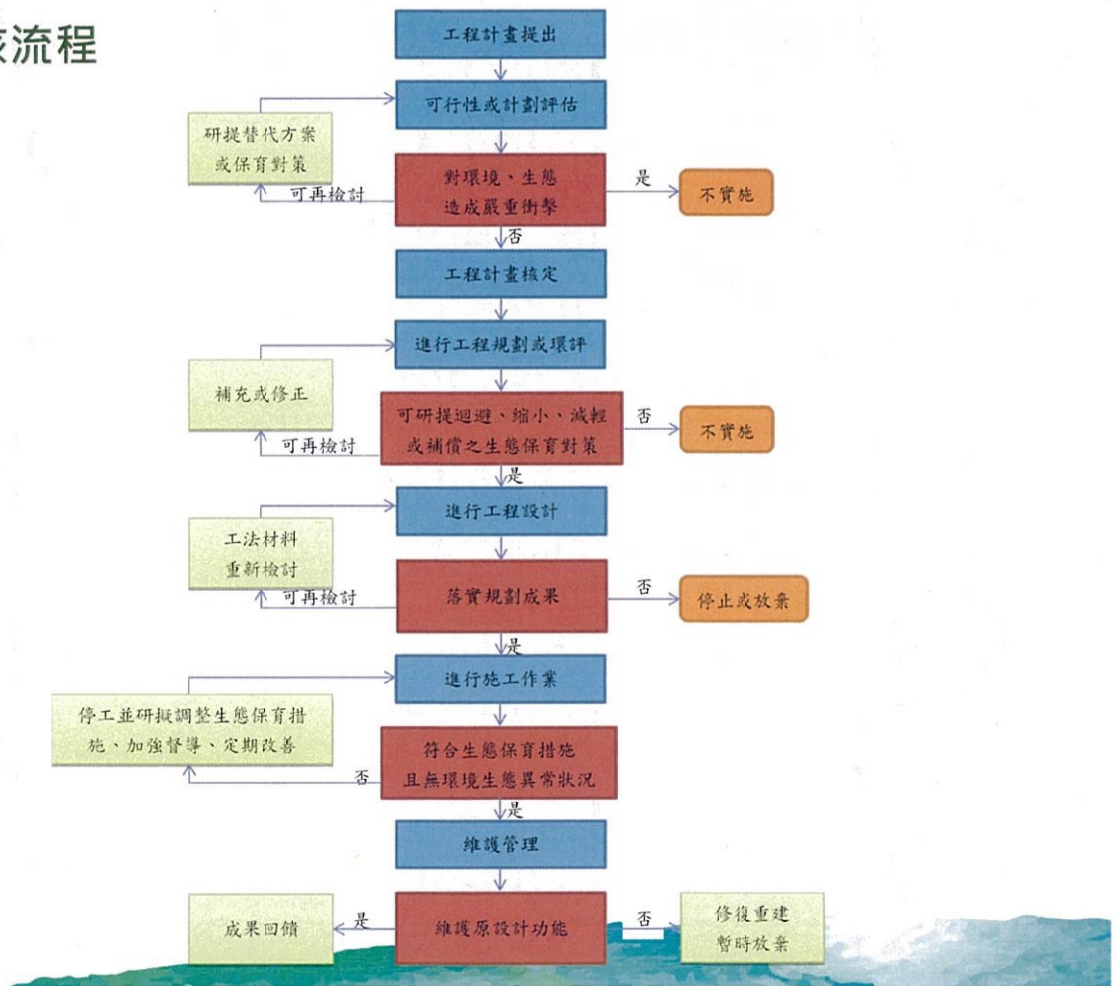 流程
工程計畫提出
可行性或計劃評估
研提替代方案
或保育對策
對環境、生態
造成嚴重衝擊
可再檢討
是
不實施
否
工程計畫核定
進行工程規劃或環評
補充或修正
可研提迴避、縮小、減輕
或補償之生態保育對策
可再檢討
否
不實施
是
進行工程設計
工法材料
重新檢討
落實規劃成果
可再檢討
否
停止或放棄
是
進行施工作業
停工並研擬調整生態保育措
施、加強督導、定期改善
符合生態保育措施
且無環境生態異常狀況
否
是
維護管理
成果回饋
是
維護原設計功能
否
修復重建
暫時放棄